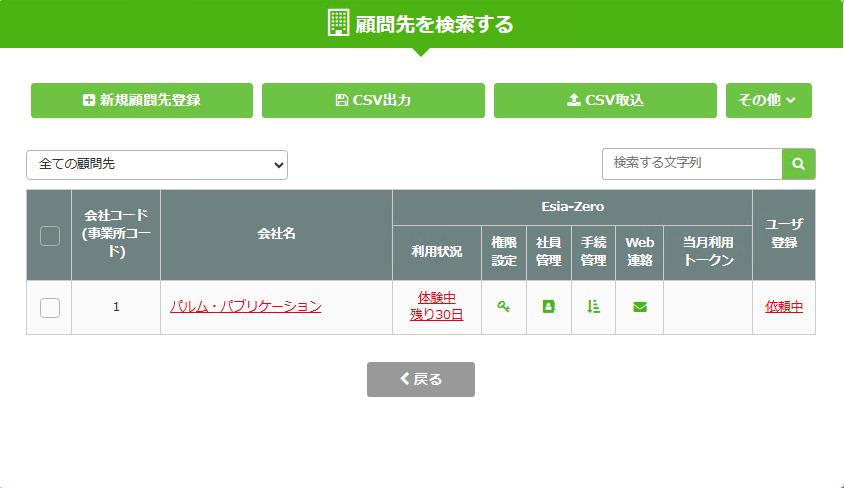 顧問先を検索する
新規顧問先登録 CSV出力 CSV取込 その他
全ての顧問先 検索する文字列
会社コード
(事業所コー
ド)
会社名
Esia-Zero
利用状況
権限
設定
社員
管理
手続
管理
Web
連絡
当月利用
トークン
ユーザ
登録
1 パルム・パブリケーション
体験中
残り30日
依頼中
戻る